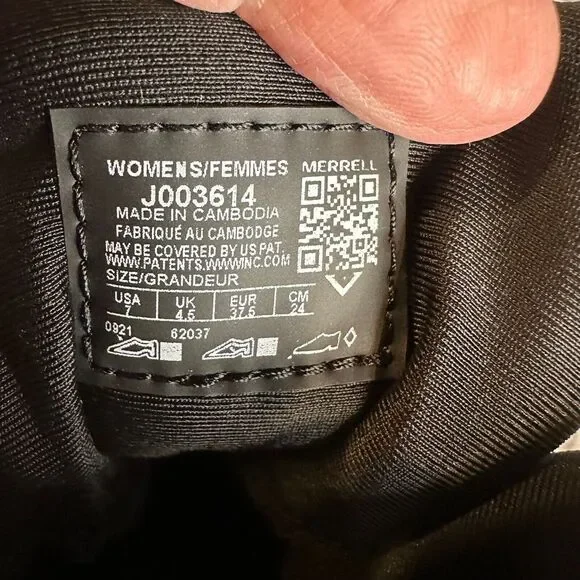 WOMENS/FEMMES MERRELL
J003614
MADE IN CAMBODIA
FABRIQUÉ AU CAMBODGE
MAY BE COVERED BY US PAT.
WWW.PATENTS.WWWINC.COM
SIZE/GRANDEUR
USA UK EUR CM
7 4.5 37.5 24
0921 62037